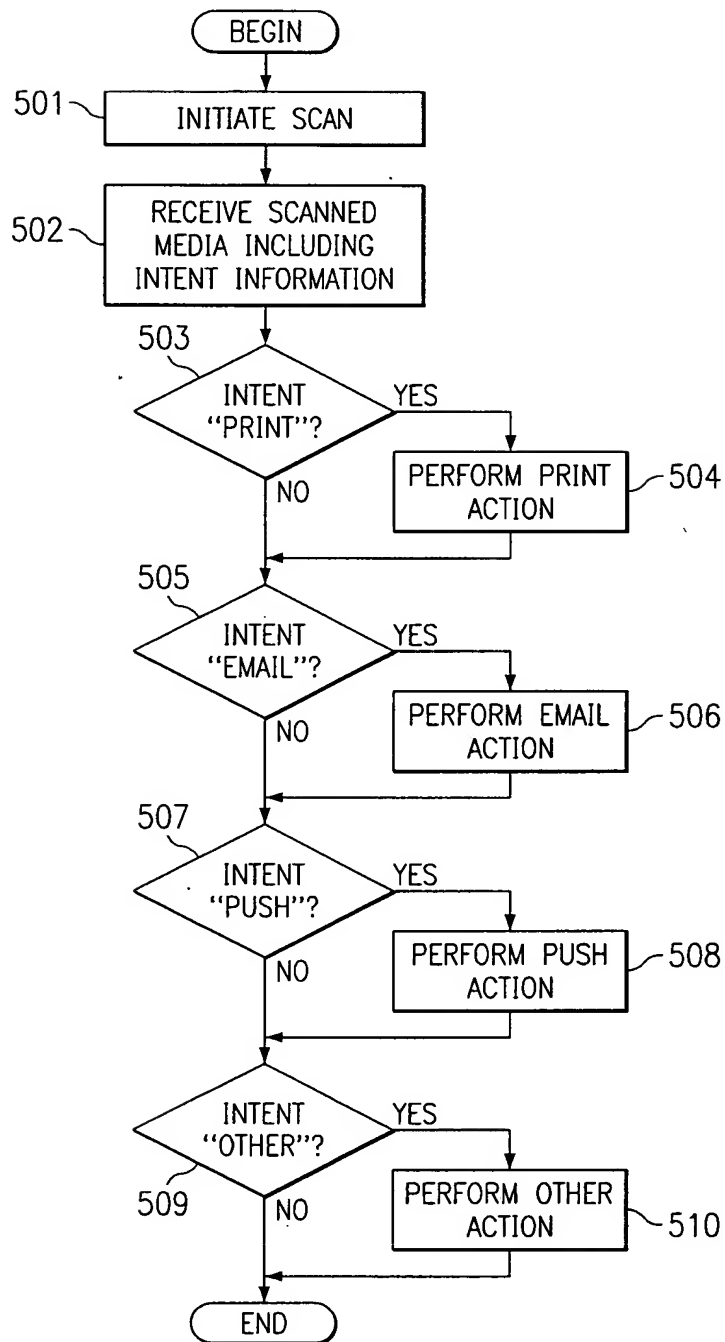 BEGIN
501
INITIATE SCAN
502
RECEIVE SCANNED
MEDIA INCLUDING
INTENT INFORMATION
503
INTENT
“PRINT”?
YES
NO
PERFORM PRINT
ACTION
504
505
INTENT
“EMAIL”?
YES
NO
PERFORM EMAIL
ACTION
506
507
INTENT
“PUSH”?
YES
NO
PERFORM PUSH
ACTION
508
INTENT
“OTHER”?
YES
509
NO
PERFORM OTHER
ACTION
510
END